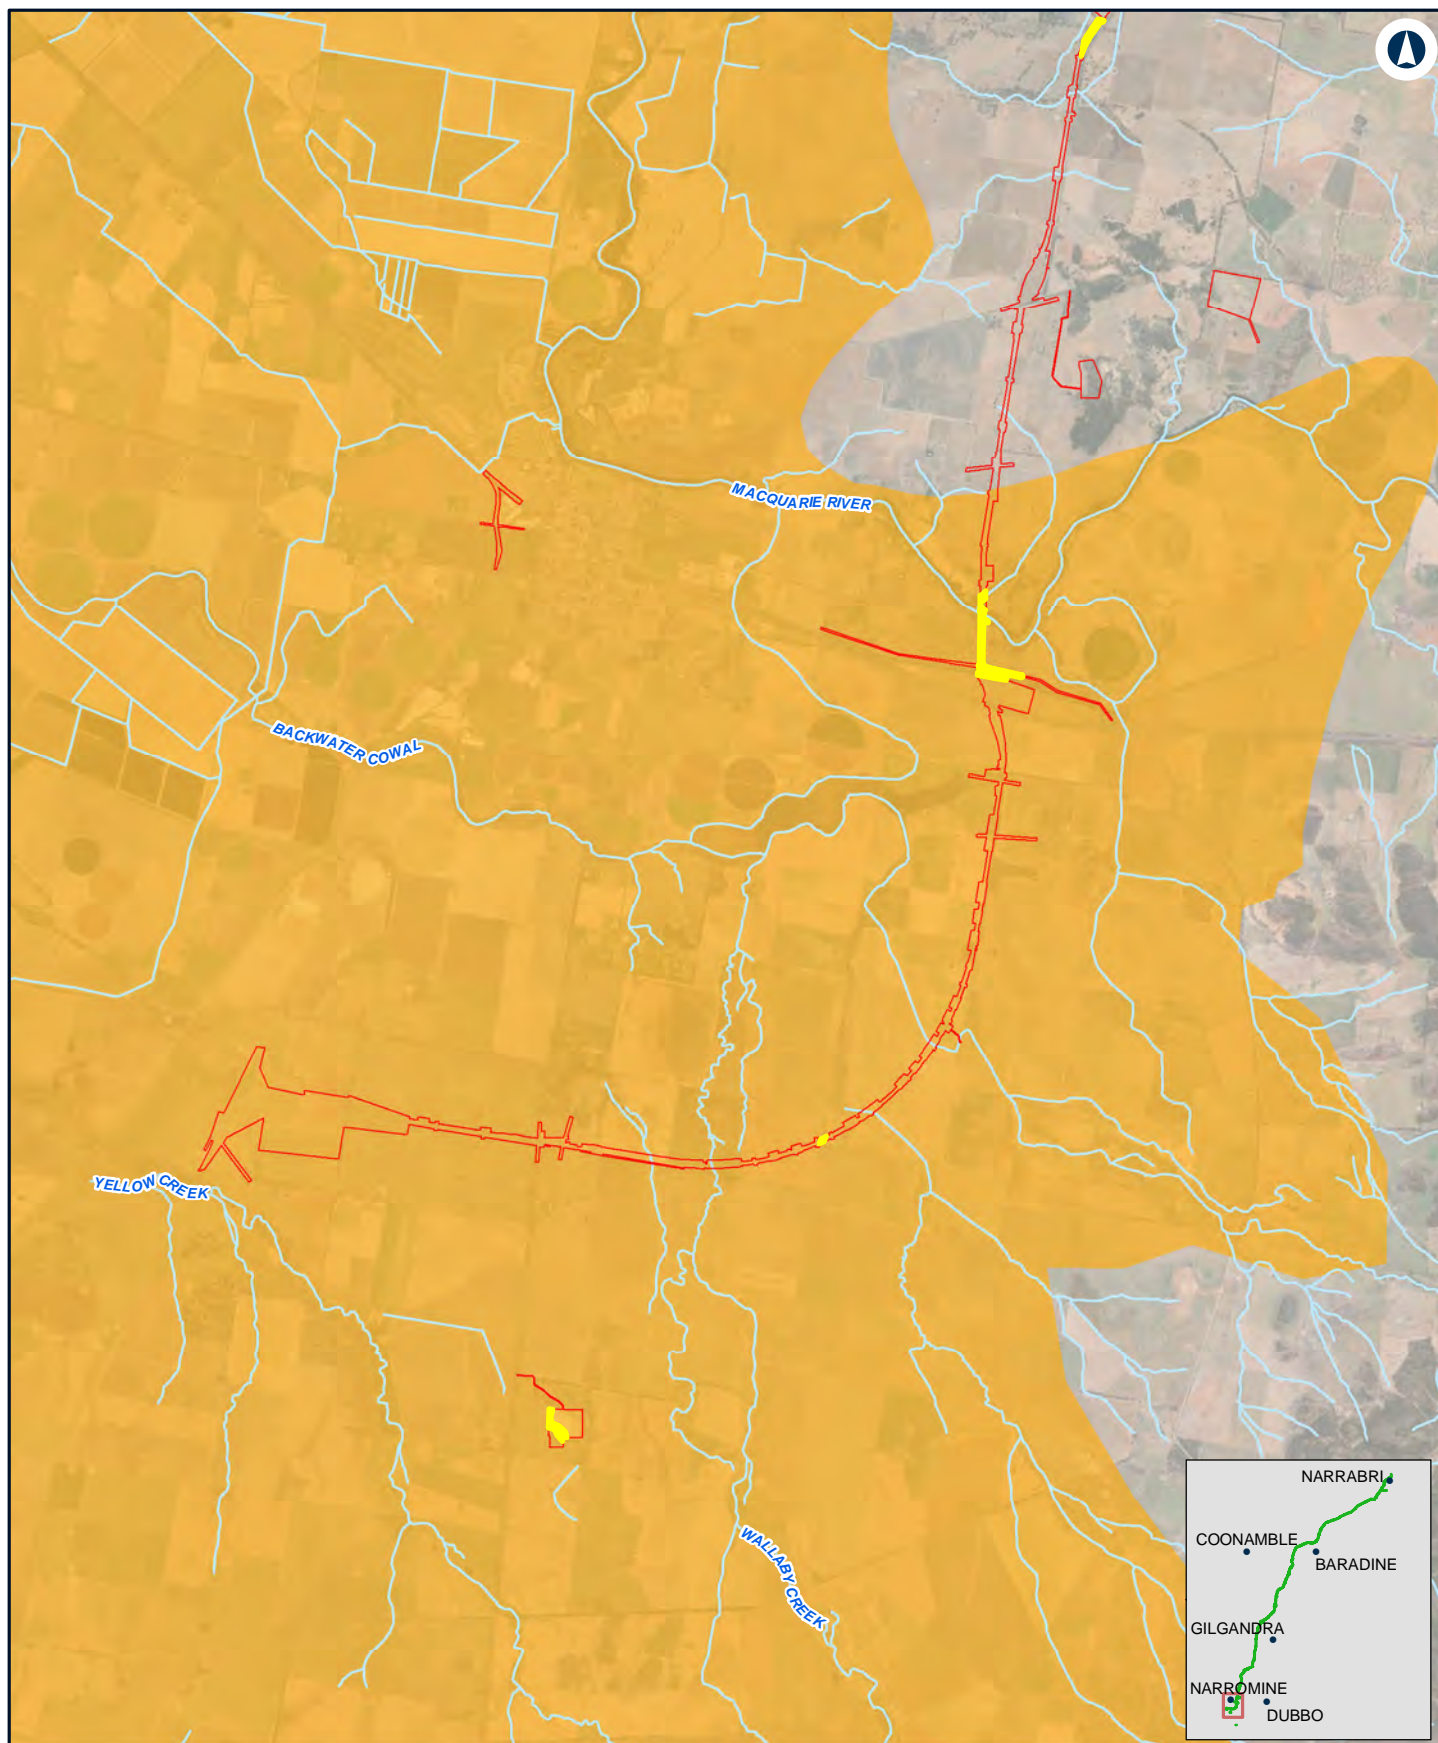 MACQUARIE RIVER
BACKWATER COWAL
YELLOW CREEK
WALLABY CREEK
NARRABRI
COONAMBLE
BARADINE
GILGANDRA
NARROMINE
DUBBO